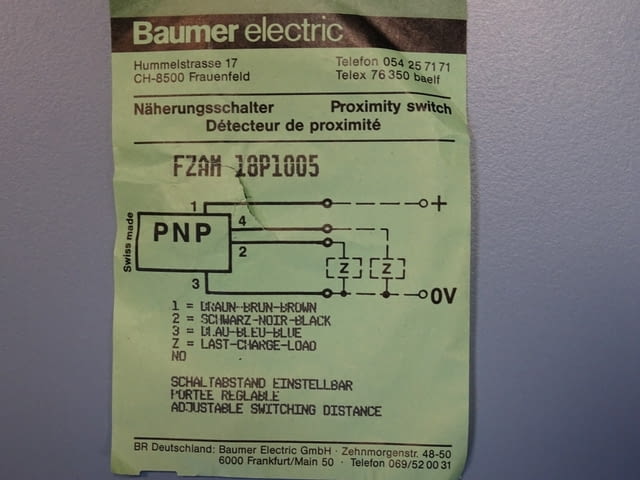 Baumer electric
Hummelstrasse 17 Telefon 054 25 71 71
CH-8500 Frauenfeld Telex 76 350 baelf
Näherungsschalter Proximity switch
Détecteur de proximité
FZAM 18P1005
1 +
4
PNP
2
Swiss made
Z Z
3
0V
1 = BRAUN-BRUN-BROWN
2 = SCHWARZ-NOIR-BLACK
3 = BLAU-BLEU-BLUE
Z = LAST-CHARGE-LOAD
NO
SCHALTABSTAND EINSTELLBAR
PORTEE REGLABLE
ADJUSTABLE SWITCHING DISTANCE
BR Deutschland: Baumer Electric GmbH · Zehnmorgenstr. 48-50
6000 Frankfurt/Main 50 · Telefon 069/52 00 31